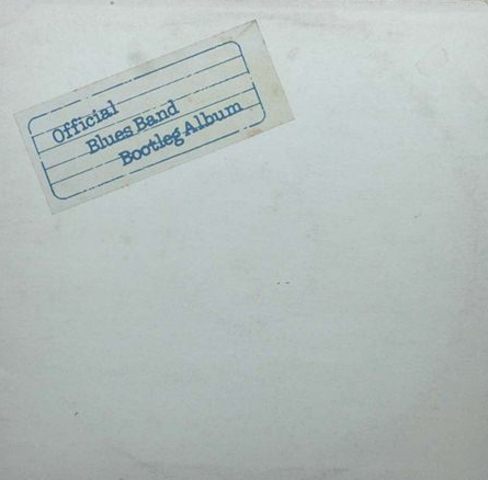 Official
Blues Band
Bootleg Album